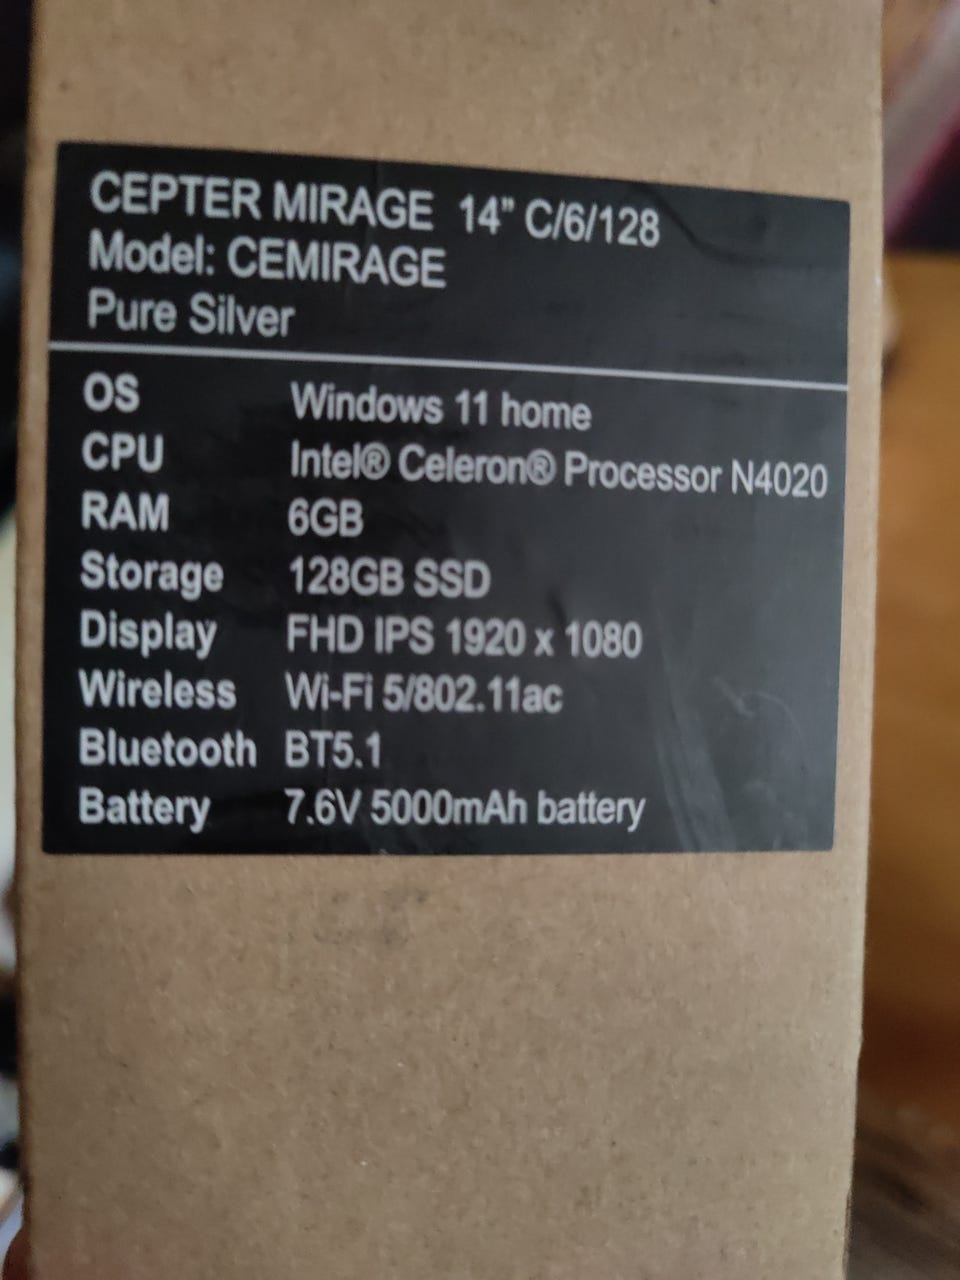 CEPTER MIRAGE 14” C/6/128
Model: CEMIRAGE
Pure Silver
OS Windows 11 home
CPU Intel® Celeron® Processor N4020
RAM 6GB
Storage 128GB SSD
Display FHD IPS 1920 x 1080
Wireless Wi-Fi 5/802.11ac
Bluetooth BT5.1
Battery 7.6V 5000mAh battery